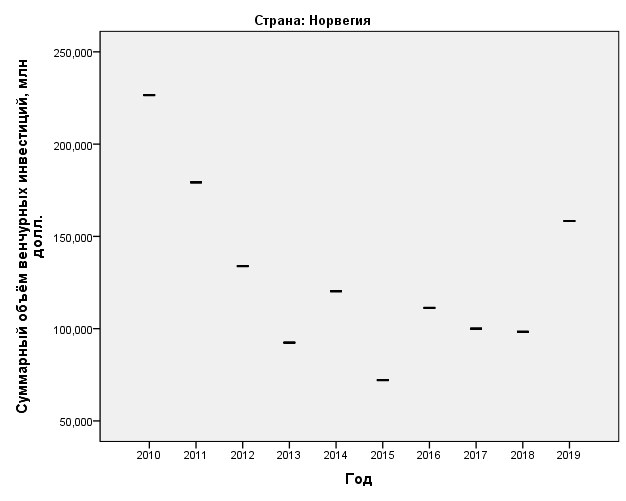 Страна: Норвегия
Суммарный объём венчурных инвестиций, млн
долл.
250,000
200,000
150,000
100,000
50,000
2010 2011 2012 2013 2014 2015 2016 2017 2018 2019
Год